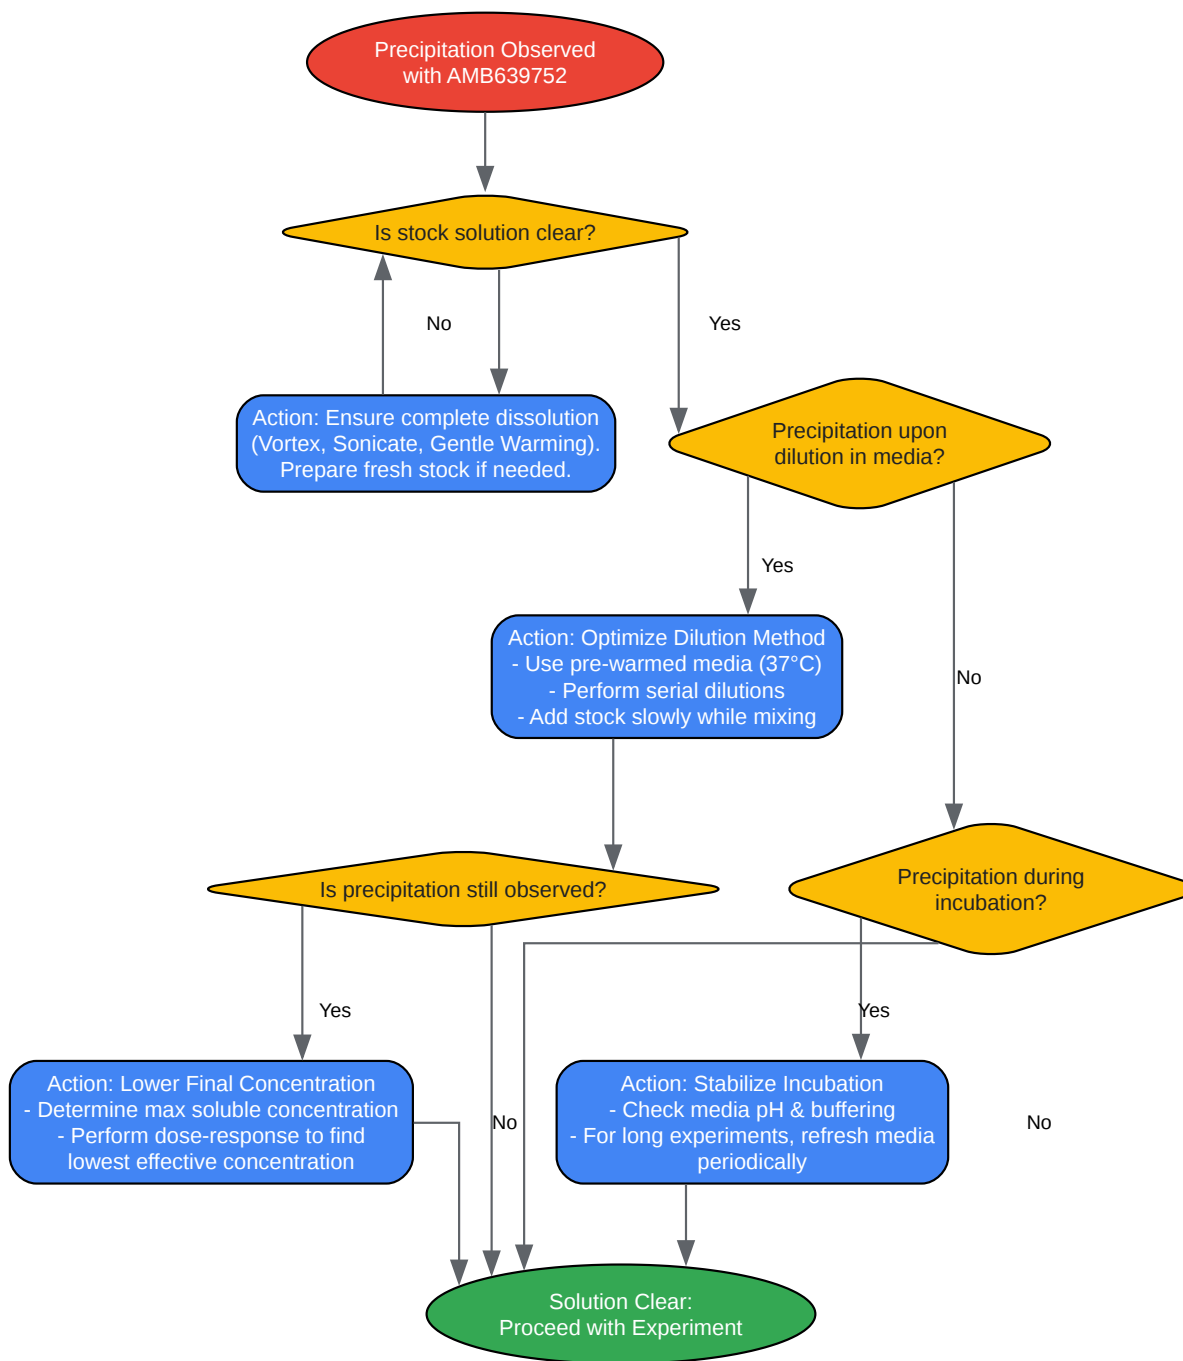 Precipitation Observed
with AMB639752
Is stock solution clear?
No
Yes
Action: Ensure complete dissolution
(Vortex, Sonicate, Gentle Warming).
Prepare fresh stock if needed.
Precipitation upon
dilution in media?
Yes
Action: Optimize Dilution Method
- Use pre-warmed media (37°C)
- Perform serial dilutions
- Add stock slowly while mixing
No
Is precipitation still observed?
Precipitation during
incubation?
Yes
Yes
Action: Lower Final Concentration
- Determine max soluble concentration
- Perform dose-response to find
lowest effective concentration
No
Action: Stabilize Incubation
- Check media pH & buffering
- For long experiments, refresh media
periodically
No
Solution Clear:
Proceed with Experiment